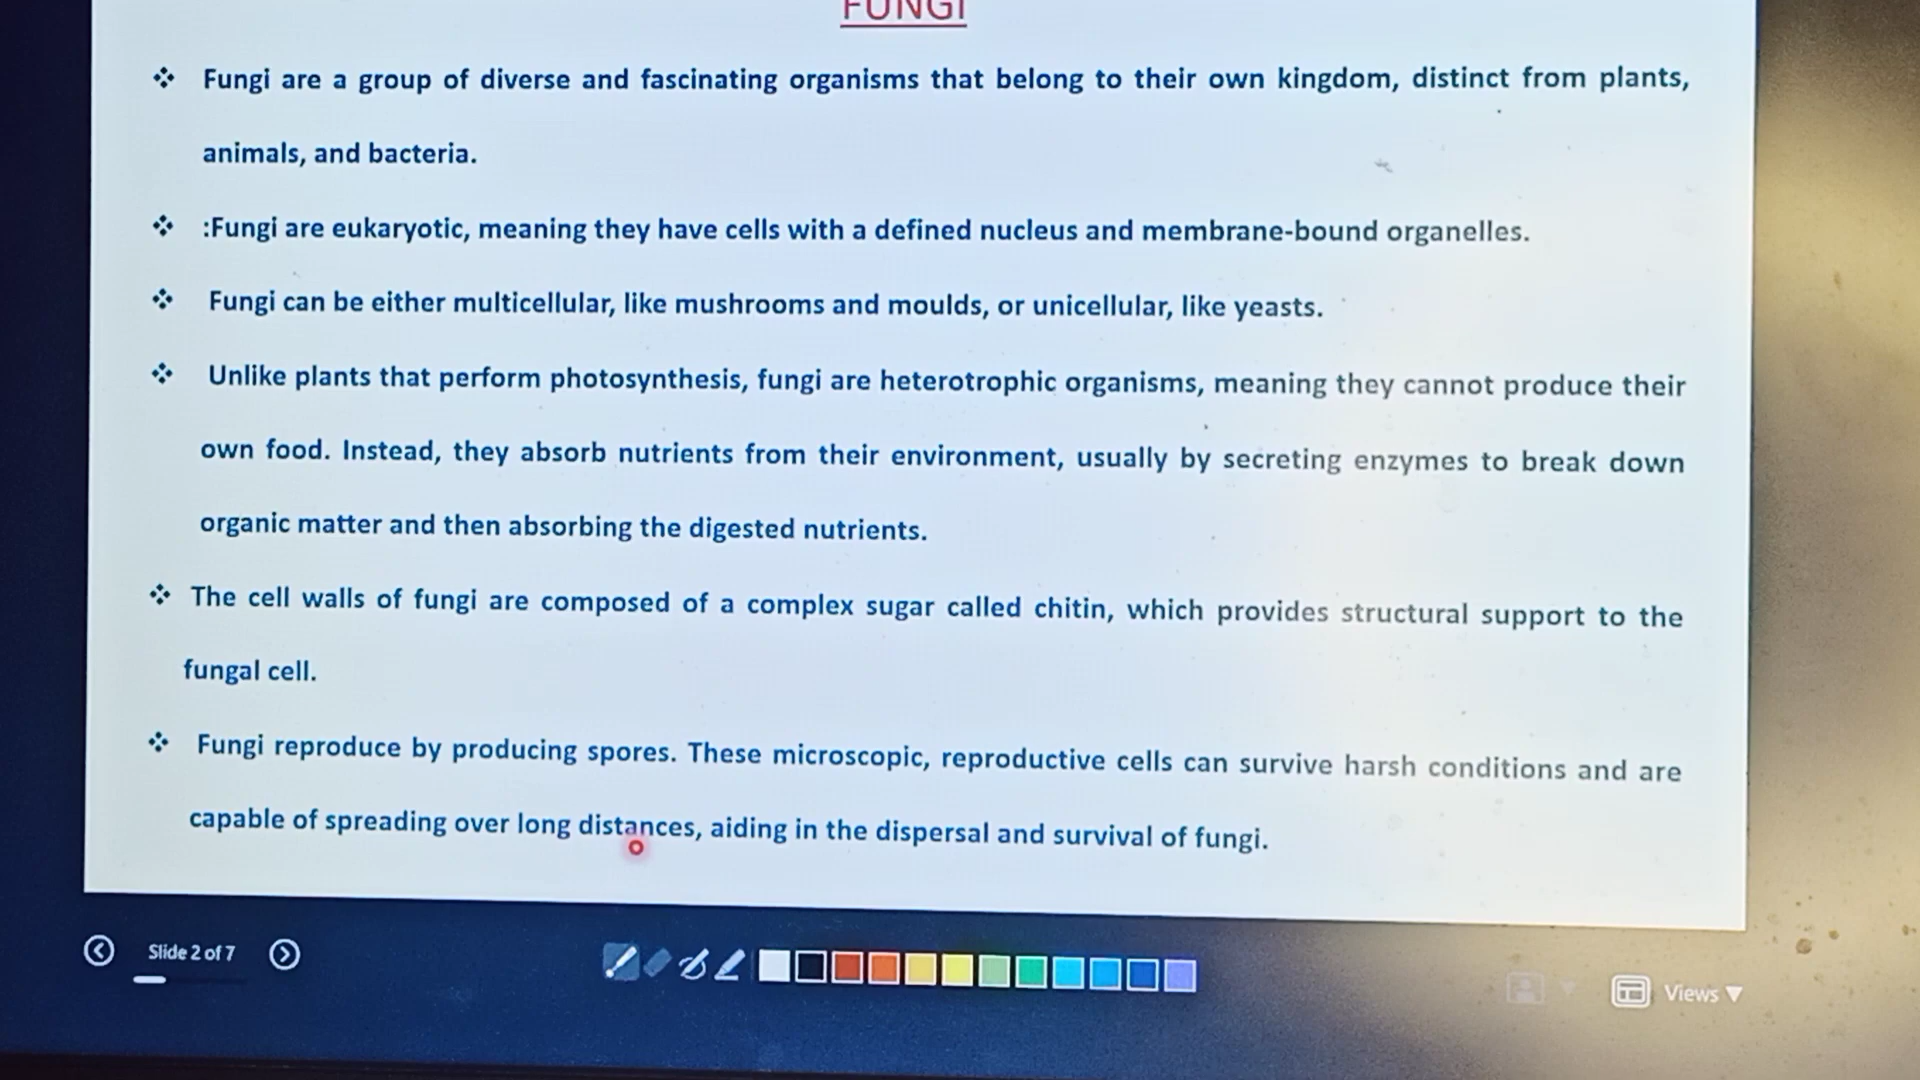 FUNGI
Fungi are a group of diverse and fascinating organisms that belong to their own kingdom, distinct from plants,
animals, and bacteria.
:Fungi are eukaryotic, meaning they have cells with a defined nucleus and membrane-bound organelles.
Fungi can be either multicellular, like mushrooms and moulds, or unicellular, like yeasts.
Unlike plants that perform photosynthesis, fungi are heterotrophic organisms, meaning they cannot produce their
own food. Instead, they absorb nutrients from their environment, usually by secreting enzymes to break down
organic matter and then absorbing the digested nutrients.
The cell walls of fungi are composed of a complex sugar called chitin, which provides structural support to the
fungal cell.
Fungi reproduce by producing spores. These microscopic, reproductive cells can survive harsh conditions and are
capable of spreading over long distances, aiding in the dispersal and survival of fungi.
Slide 2 of 7
Views